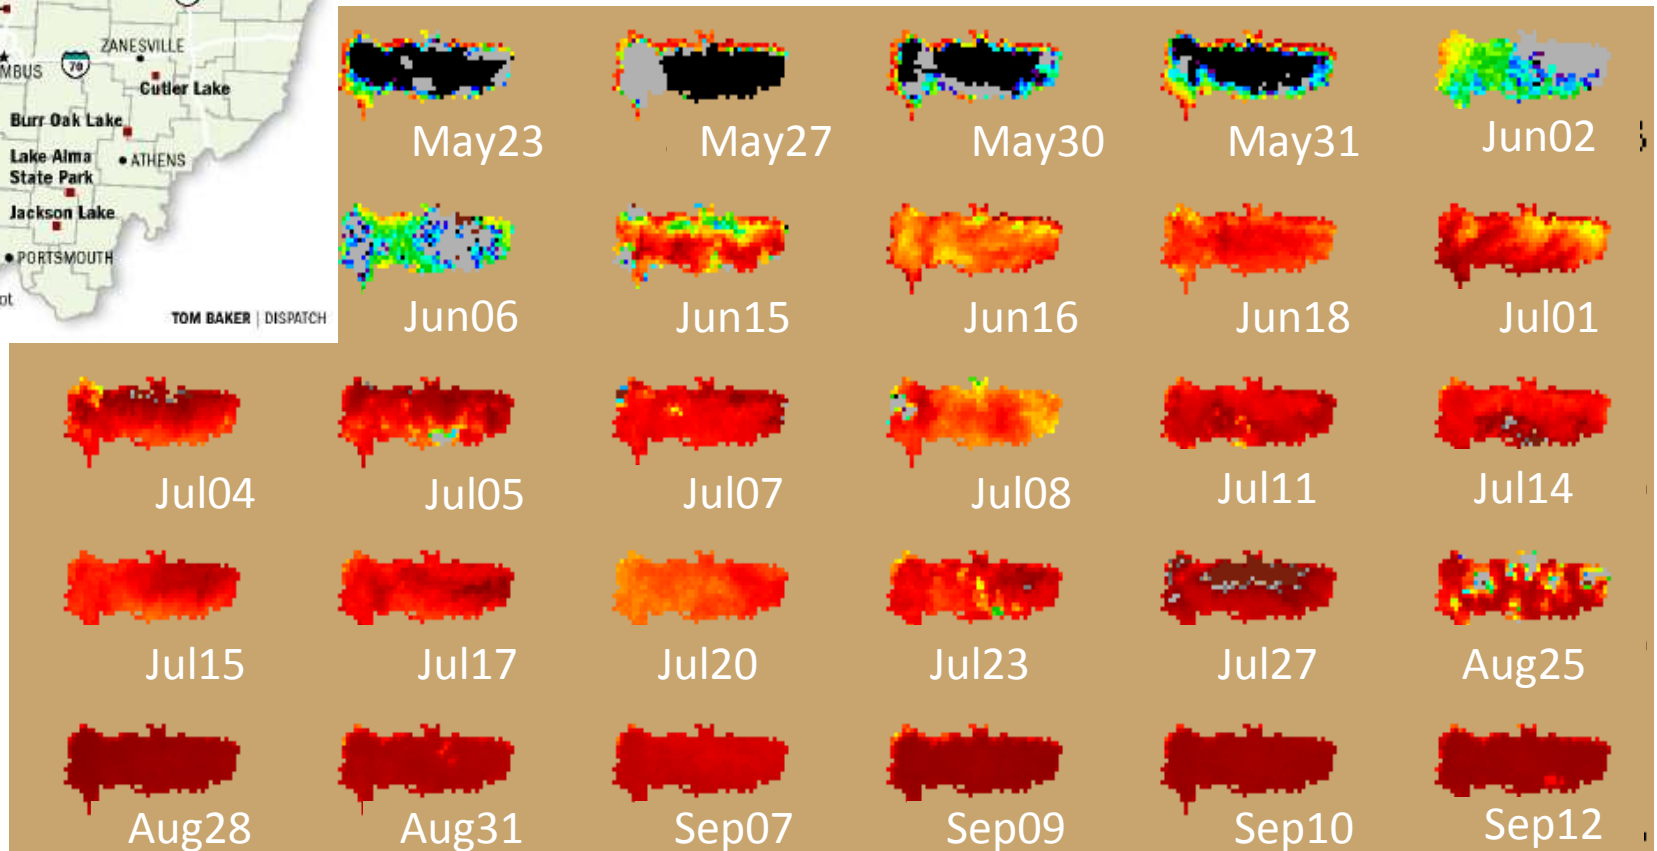 ZANESVILLE
MBUS
70
Cutler Lake
Burr Oak Lake
Lake Alma
State Park
ATHENS
Jackson Lake
PORTSMOUTH
ot
TOM BAKER | DISPATCH
May23 May27 May30 May31 Jun02
Jun06 Jun15 Jun16 Jun18 Jul01
Jul04 Jul05 Jul07 Jul08 Jul11 Jul14
Jul15 Jul17 Jul20 Jul23 Jul27 Aug25
Aug28 Aug31 Sep07 Sep09 Sep10 Sep12